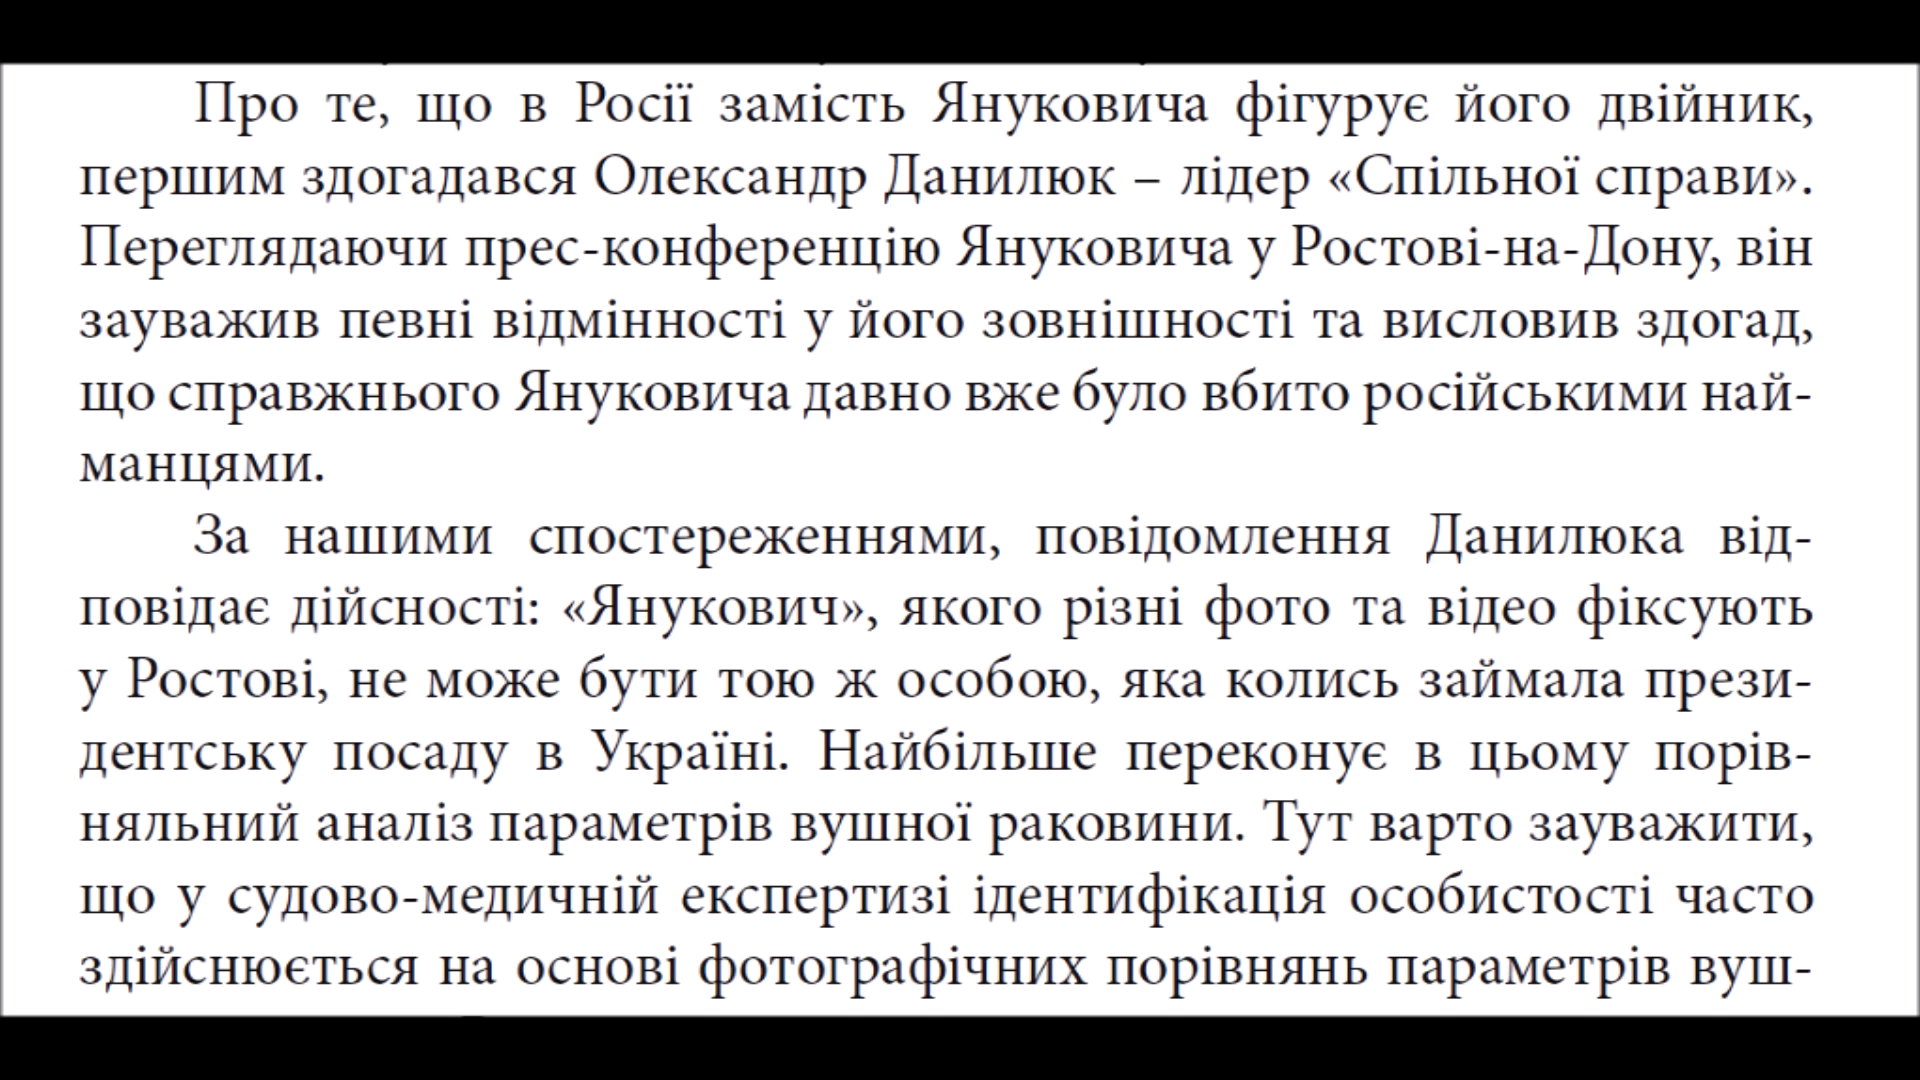 Про те, що в Росії замість Януковича фігурує його двійник,
першим здогадався Олександр Данилюк – лідер «Спільної справи».
Переглядаючи прес-конференцію Януковича у Ростові-на-Дону, він
зауважив певні відмінності у його зовнішності та висловив здогад,
що справжнього Януковича давно вже було вбито російськими най-
манцями.
За нашими спостереженнями, повідомлення Данилюка від-
повідає дійсності: «Янукович», якого різні фото та відео фіксують
у Ростові, не може бути тою ж особою, яка колись займала прези-
дентську посаду в Україні. Найбільше переконує в цьому порів-
няльний аналіз параметрів вушної раковини. Тут варто зауважити,
що у судово-медичній експертизі ідентифікація особистості часто
здійснюється на основі фотографічних порівнянь параметрів вуш-